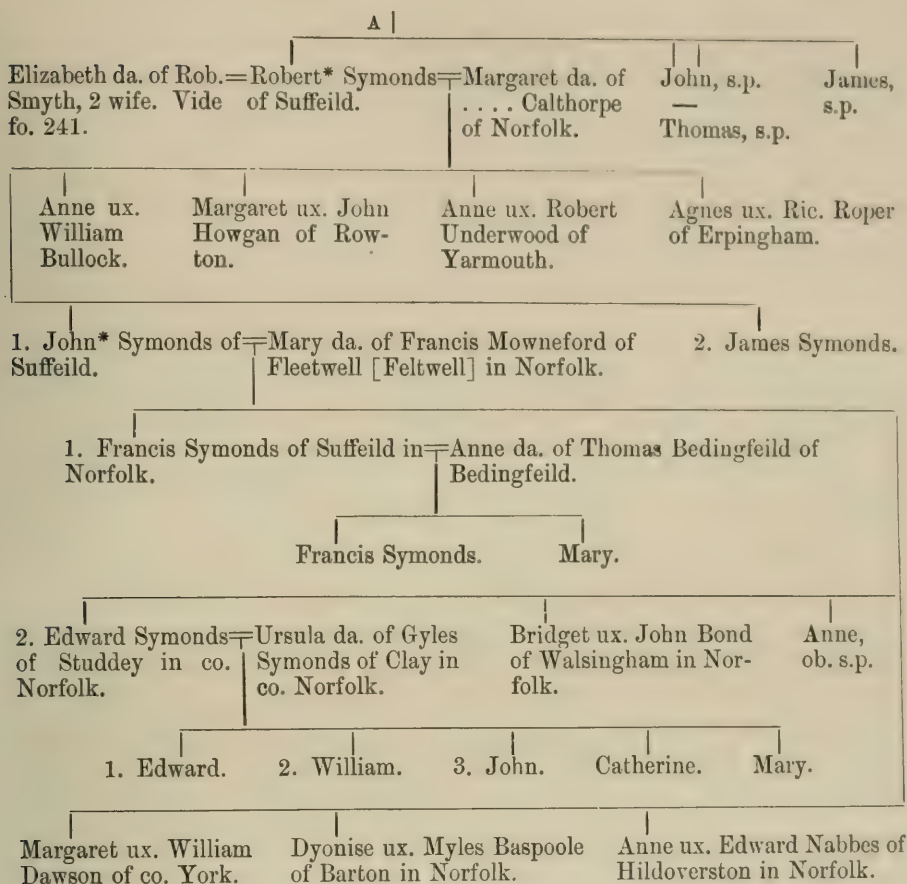 A
Elizabeth da. of Rob.=Robert* Symonds=Margaret da. of John, s.p. James,
Smyth, 2 wife. Vide of Suffeild. . . . . Calthorpe — s.p.
fo. 241. of Norfolk. Thomas, s.p.
Anne ux. Margaret ux. John Anne ux. Robert Agnes ux. Ric. Roper
William Howgan of Row- Underwood of of Erpingham.
Bullock. ton. Yarmouth.
1. John* Symonds of=Mary da. of Francis Mowneford of 2. James Symonds.
Suffeild. Fleetwell [Feltwell] in Norfolk.
1. Francis Symonds of Suffeild in=Anne da. of Thomas Bedingfeild of
Norfolk. Bedingfeild.
Francis Symonds. Mary.
2. Edward Symonds=Ursula da. of Gyles Bridget ux. John Bond Anne,
of Studdey in co. Symonds of Clay in of Walsingham in Nor- ob. s.p.
Norfolk. co. Norfolk. folk.
1. Edward. 2. William. 3. John. Catherine. Mary.
Margaret ux. William Dyonise ux. Myles Baspoole Anne ux. Edward Nabbes of
Dawson of co. York. of Barton in Norfolk. Hildoverston in Norfolk.